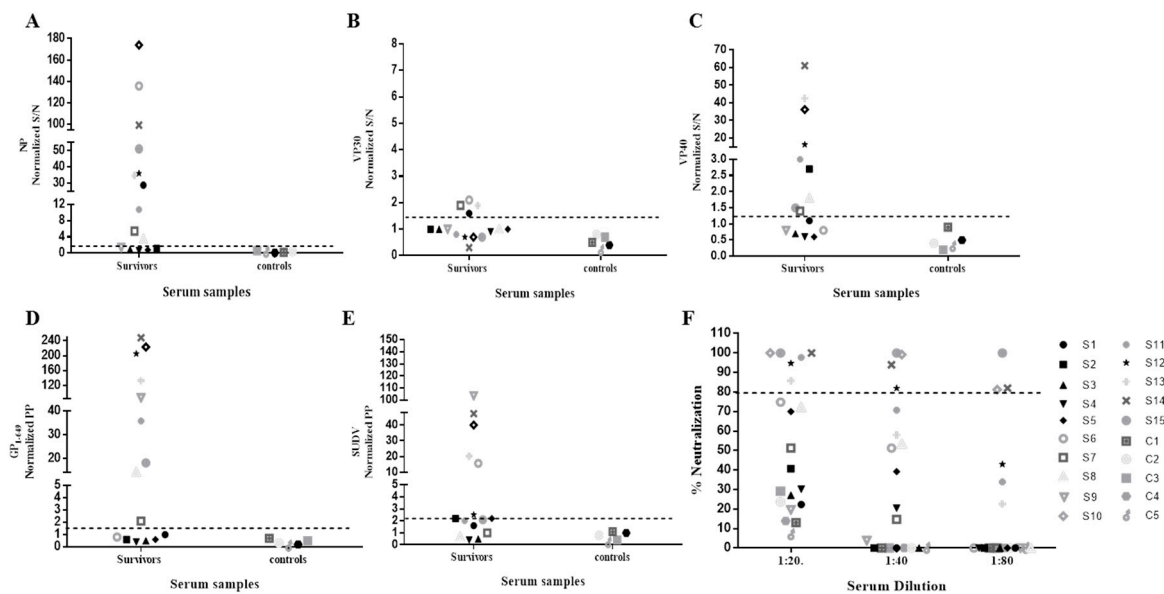 A
NP
Normalized S/N
180
160
140
120
100
80
60
50
40
30
20
10
12
8
4
0
Survivors
controls
Serum samples
B
VP30
Normalized S/N
8
7
6
5
4
3
2
1
0
Survivors
controls
Serum samples
C
VP40
Normalized S/N
70
60
50
40
30
20
10
3.0
2.5
2.0
1.5
1.0
0.5
0.0
Survivors
controls
Serum samples
D
GP1-649
Normalized PP
240
200
160
120
80
40
30
20
10
5
4
3
2
1
0
Survivors
controls
Serum samples
E
SUDV
Normalized PP
150
140
130
120
110
100
50
40
30
20
10
5
4
3
2
1
0
Survivors
controls
Serum samples
F
% Neutralization
110
100
90
80
70
60
50
40
30
20
10
0
1:20.
1:40
1:80
Serum Dilution
S1
S2
S3
S4
S5
S6
S7
S8
S9
S10
S11
S12
S13
S14
S15
C1
C2
C3
C4
C5